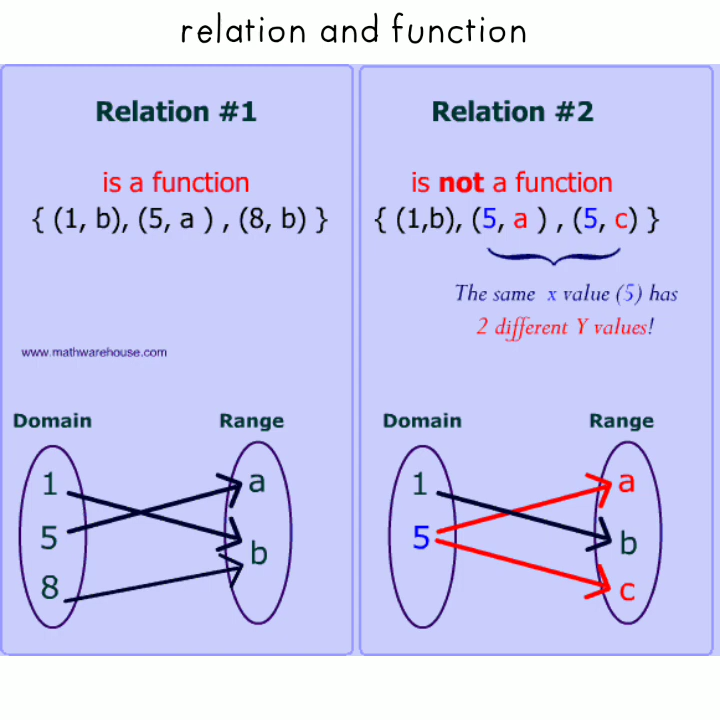 relation and function
Relation #1
is a function
{ (1, b), (5, a ) , (8, b) }
www.mathwarehouse.com
Domain
Range
1
5
8
a
b
Relation #2
is not a function
{ (1,b), (5, a ) , (5, c) }
The same x value (5) has
2 different Y values!
Domain
Range
1
5
a
b
c